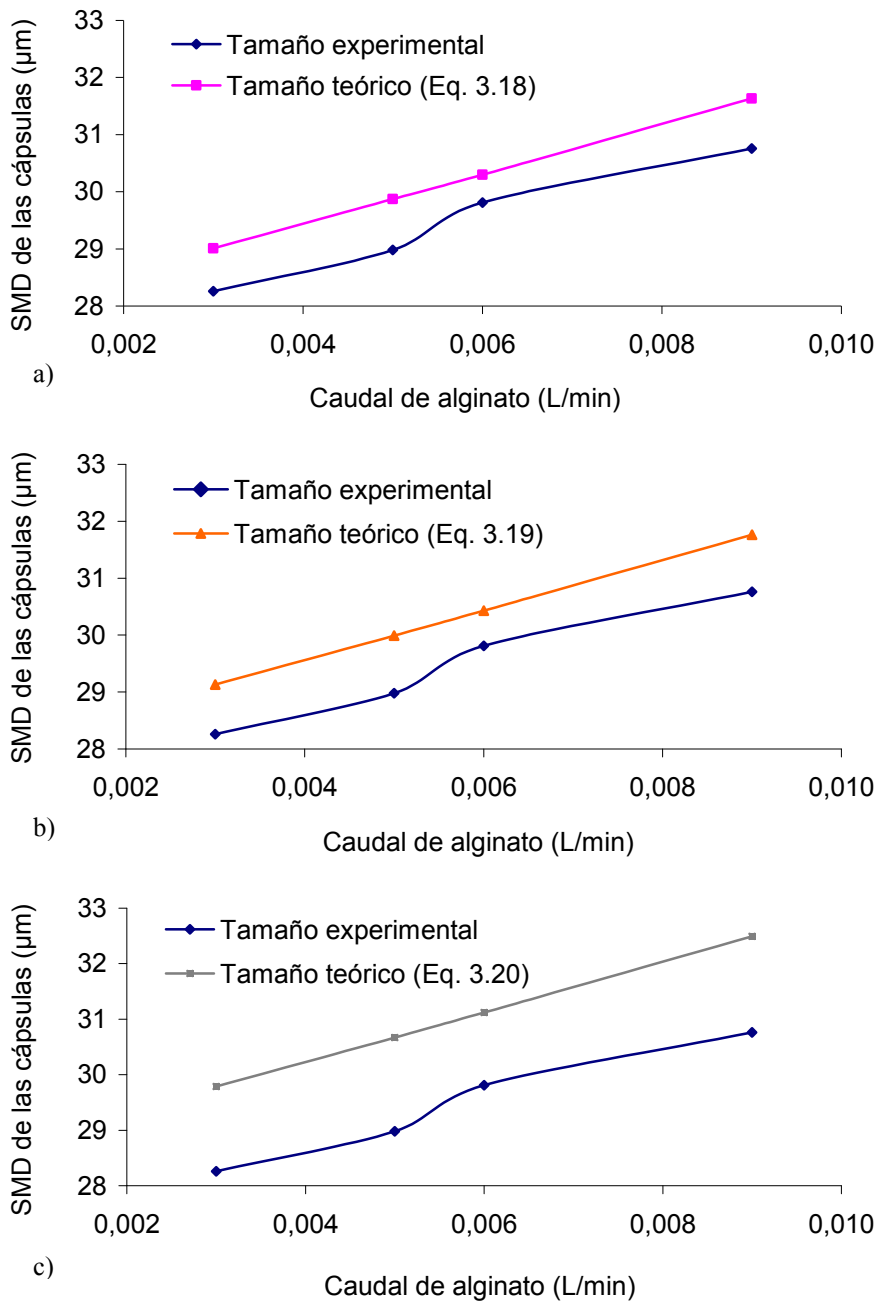 33
32
31
30
29
28
SMD de las cápsulas (µm)
Tamaño experimental
Tamaño teórico (Eq. 3.18)
0,002 0,004 0,006 0,008 0,010
a)
Caudal de alginato (L/min)
33
32
31
30
29
28
SMD de las cápsulas (µm)
Tamaño experimental
Tamaño teórico (Eq. 3.19)
0,002 0,004 0,006 0,008 0,010
b)
Caudal de alginato (L/min)
33
32
31
30
29
28
SMD de las cápsulas (µm)
Tamaño experimental
Tamaño teórico (Eq. 3.20)
0,002 0,004 0,006 0,008 0,010
c)
Caudal de alginato (L/min)